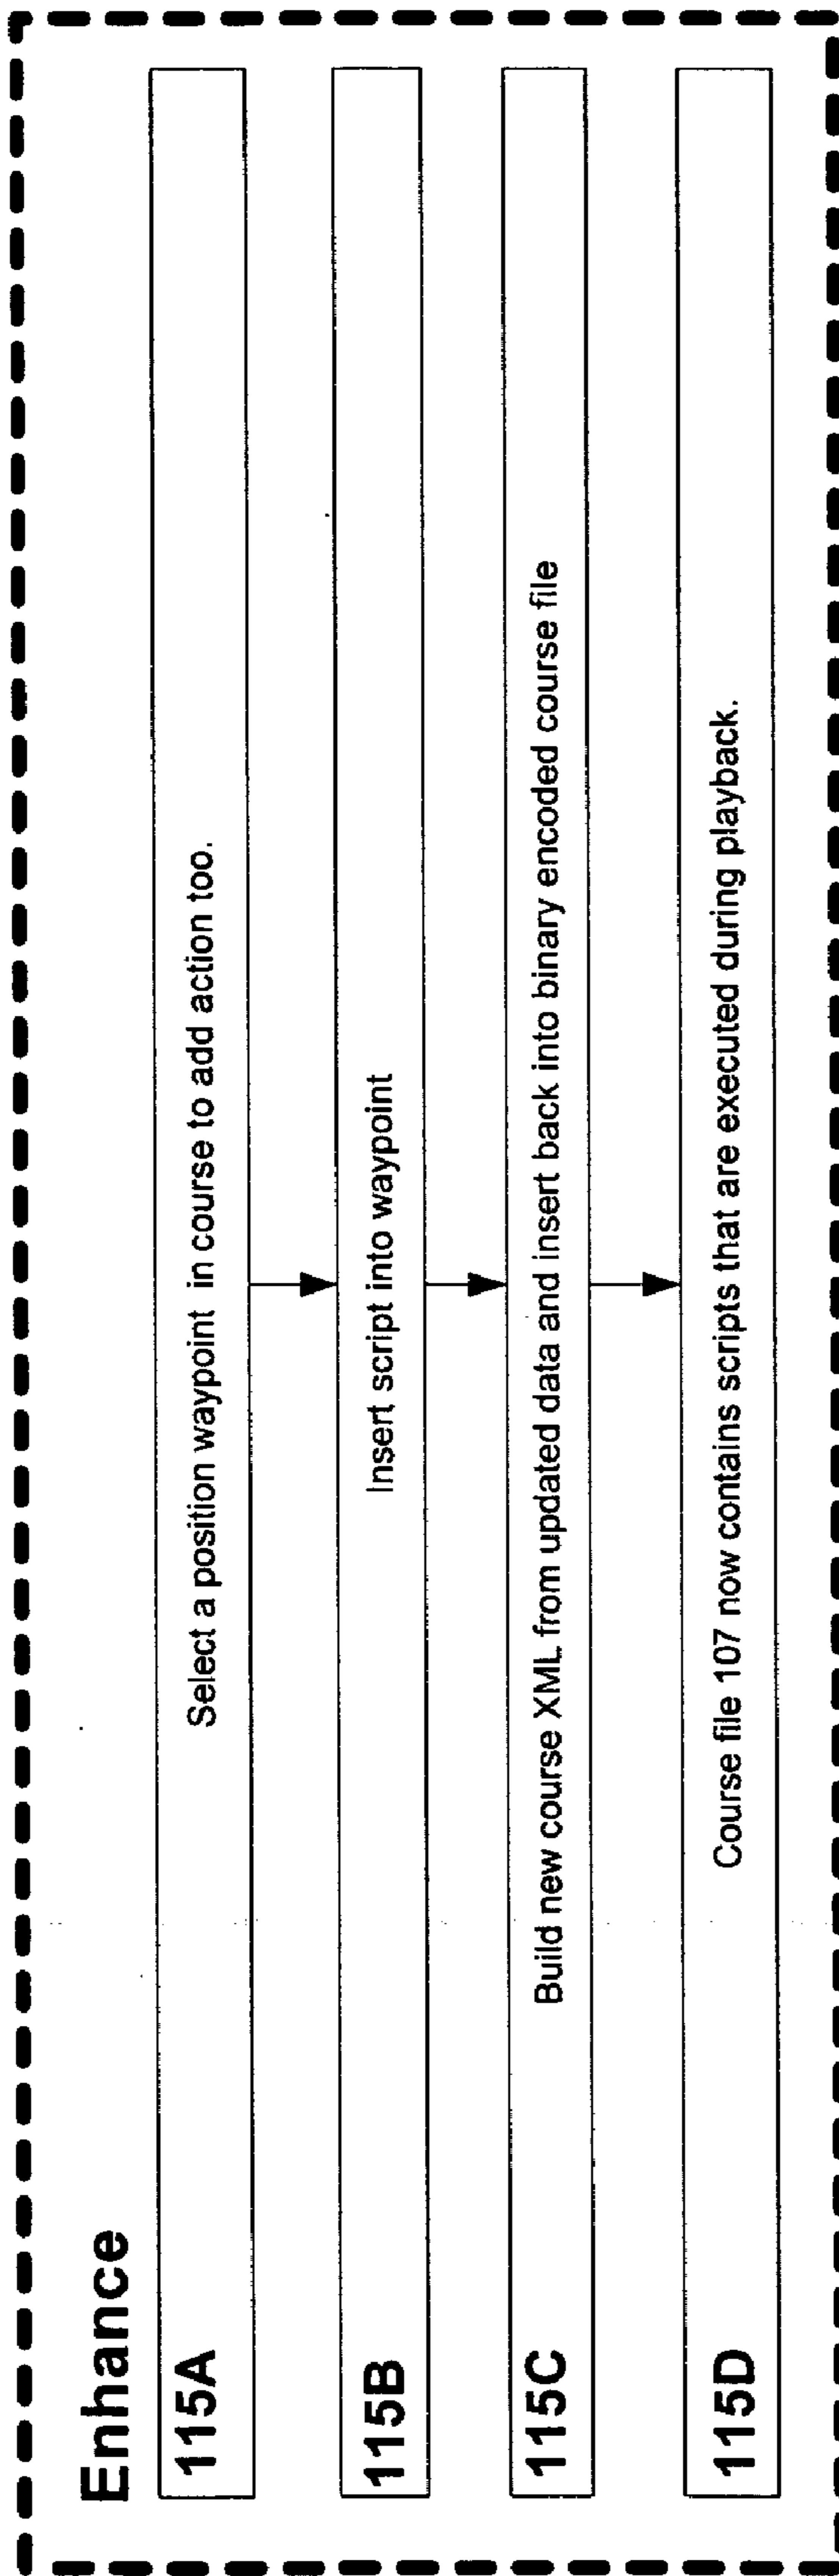 Enhance
115A
Select a position waypoint in course to add action too.
115B
Insert script into waypoint
115C
Build new course XML from updated data and insert back into binary encoded course file
115D
Course file 107 now contains scripts that are executed during playback.